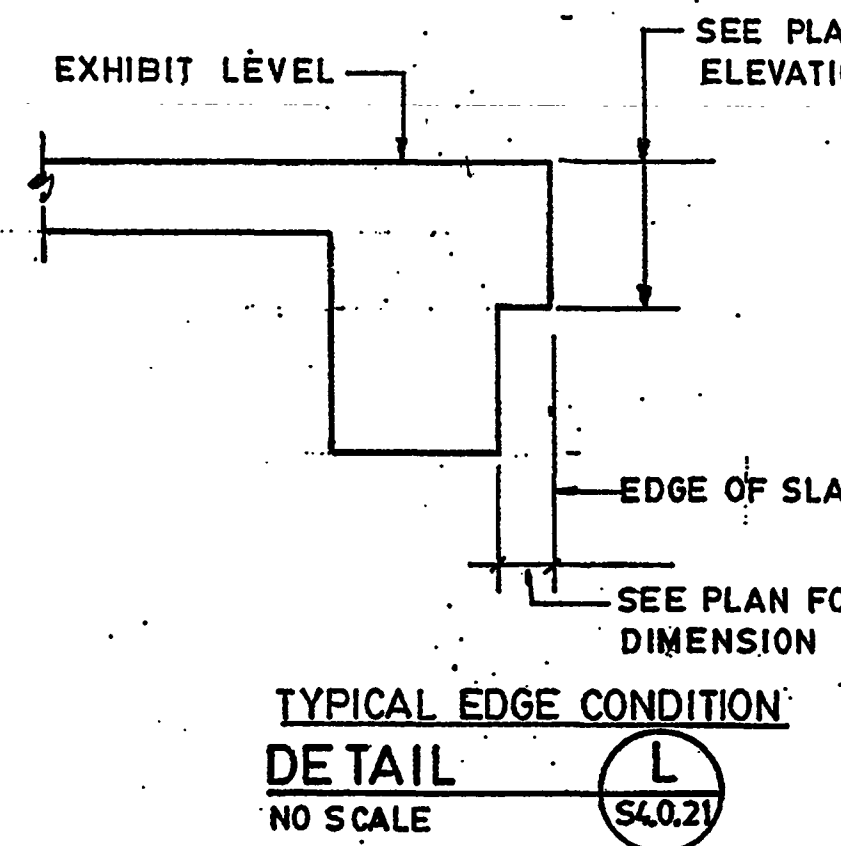 SEE PLA
EXHIBIT LEVEL
ELEVATI
EDGE OF SLA
SEE PLAN FO
DIMENSION
TYPICAL EDGE CONDITION
DETAIL
L
NO SCALE
S4.0.21